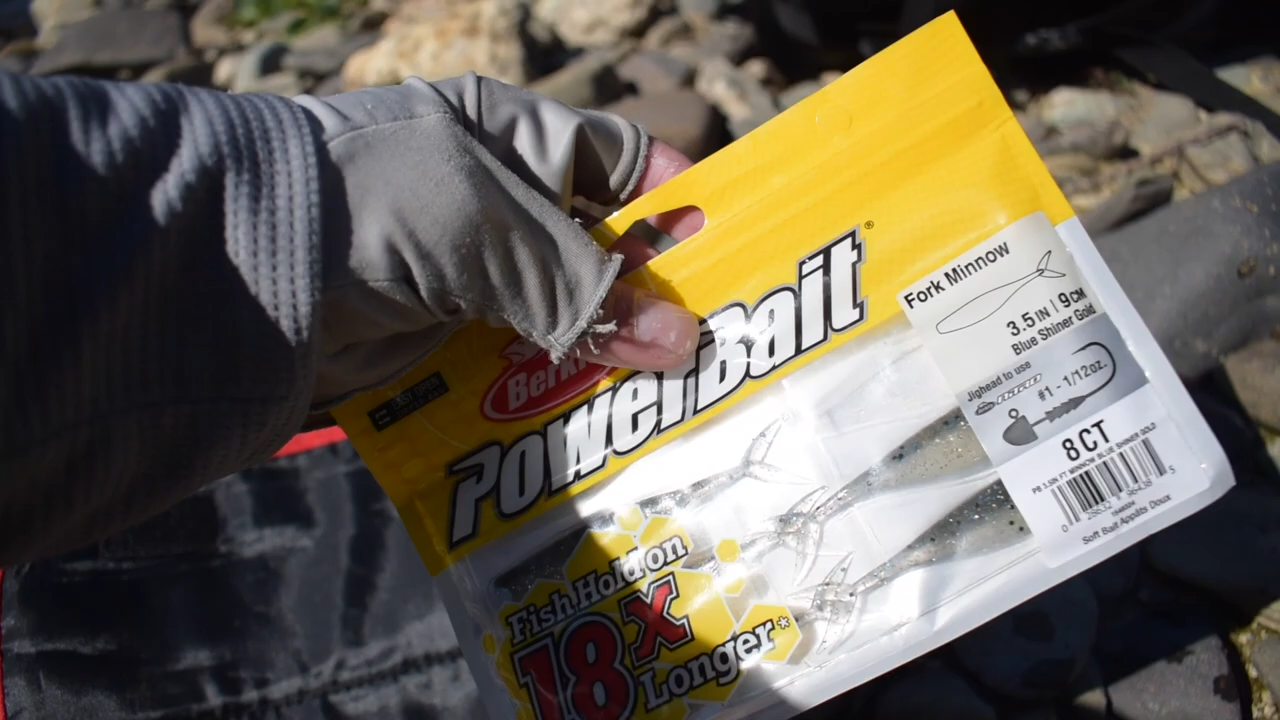 Berk
PowerBait®
Fork Minnow
3.5 IN | 9 CM
Blue Shiner Gold
Jighead to use
#1 - 1/12oz.
8 CT
PB 3.5IN FT MINNOW, BLUE SHINER GOLD
Soft Bait Appâts Doux
Fish Hold on
18x
Longer*